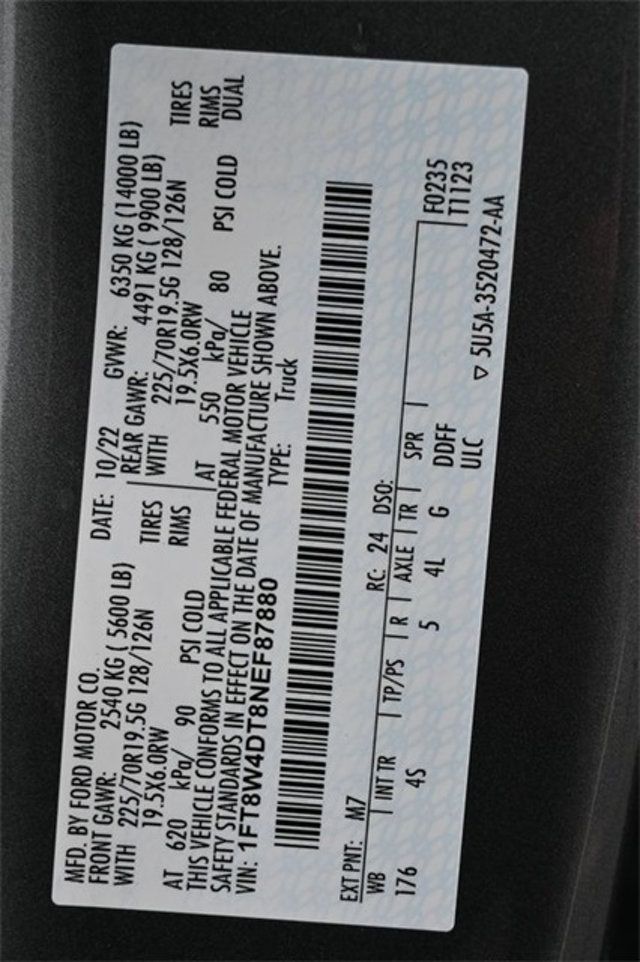 MFD. BY FORD MOTOR CO. DATE: 10/22 GVWR: 6350 KG (14000 LB)
FRONT GAWR: 2540 KG ( 5600 LB) REAR GAWR: 4491 KG ( 9900 LB)
WITH 225/70R19.5G 128/126N TIRES WITH 225/70R19.5G 128/126N TIRES
19.5X6.0RW RIMS 19.5X6.0RW RIMS
AT 620 kPa/ 90 PSI COLD AT 550 kPa/ 80 PSI COLD DUAL
THIS VEHICLE CONFORMS TO ALL APPLICABLE FEDERAL MOTOR VEHICLE
SAFETY STANDARDS IN EFFECT ON THE DATE OF MANUFACTURE SHOWN ABOVE.
VIN: 1FT8W4DT8NEF87880 TYPE: Truck
EXT PNT: M7 RC: 24 DSO: F0235
WB | INT TR | TP/PS | R | AXLE | TR | SPR | T1123
176 4S 5 4L G DDFF
ULC ▽ 5U5A-3520472-AA